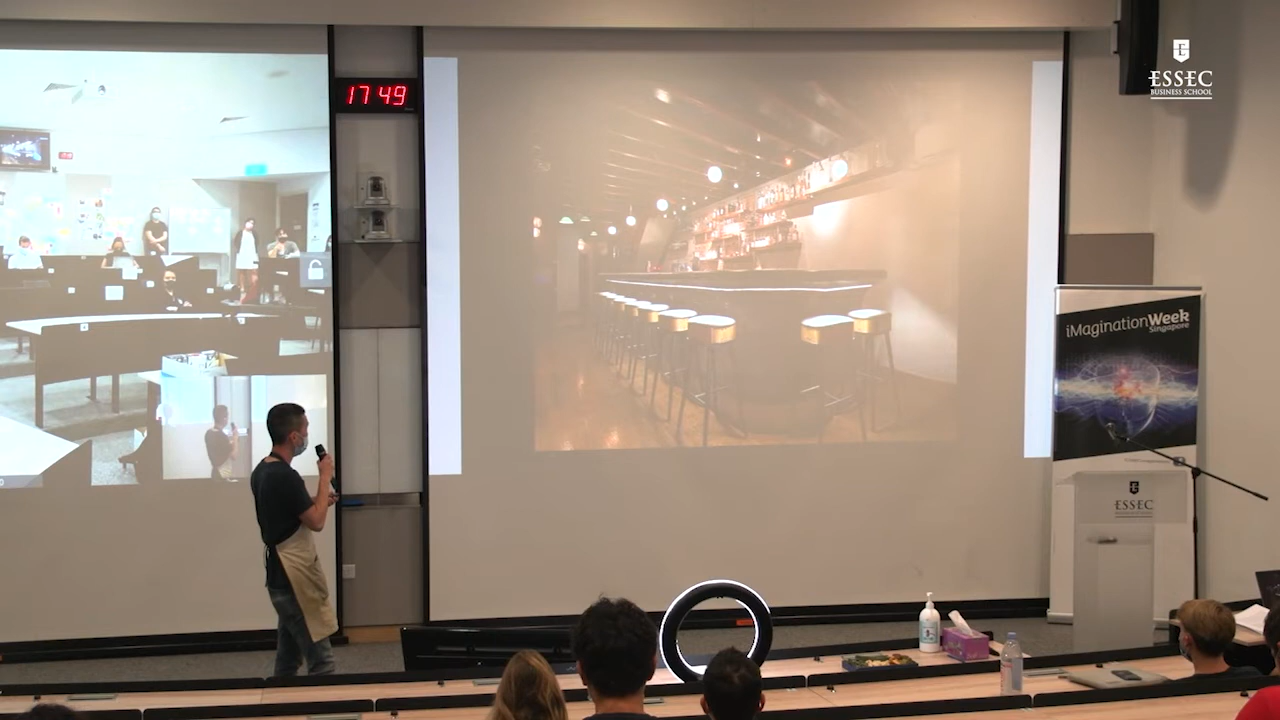 ESSEC
BUSINESS SCHOOL
17 49
iMaginationWeek
Singapore
ESSEC